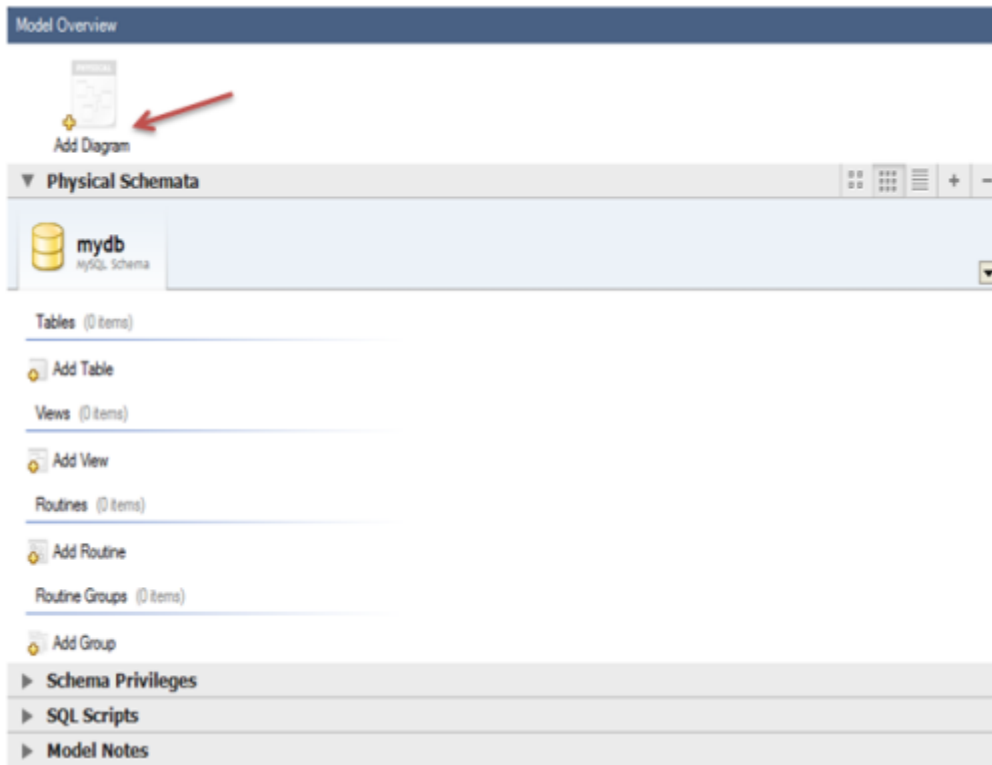 Model Overview
PHYSICAL
Add Diagram
Physical Schemata
mydb
MySQL Schema
Tables (0 items)
Add Table
Views (0 items)
Add View
Routines (0 items)
Add Routine
Routine Groups (0 items)
Add Group
Schema Privileges
SQL Scripts
Model Notes